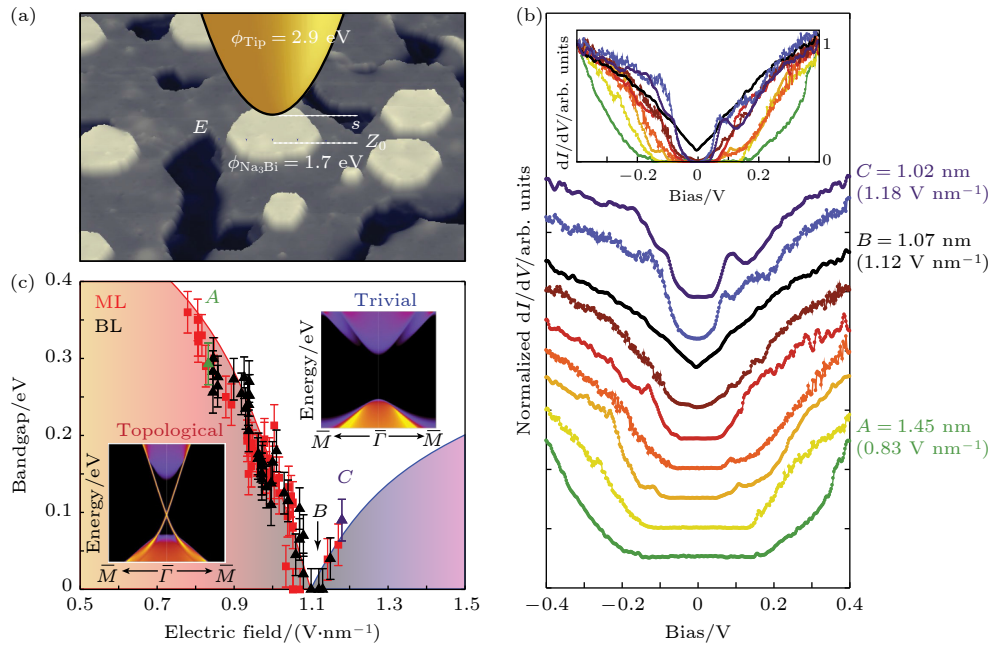 (a)
ϕTip = 2.9 eV
s
E
Z0
ϕNa3Bi = 1.7 eV
(b)
dI/dV/arb. units
1
0
−0.2
0
0.2
Bias/V
Normalized dI/dV/arb. units
C = 1.02 nm
(1.18 V nm−1)
B = 1.07 nm
(1.12 V nm−1)
A = 1.45 nm
(0.83 V nm−1)
−0.4
−0.2
0
0.2
0.4
Bias/V
(c)
Bandgap/eV
0.4
0.3
0.2
0.1
0
ML
BL
A
Trivial
Energy/eV
M̅
Γ̅
M̅
Topological
Energy/eV
M̅
Γ̅
M̅
C
B
0.5
0.7
0.9
1.1
1.3
1.5
Electric field/(V·nm−1)